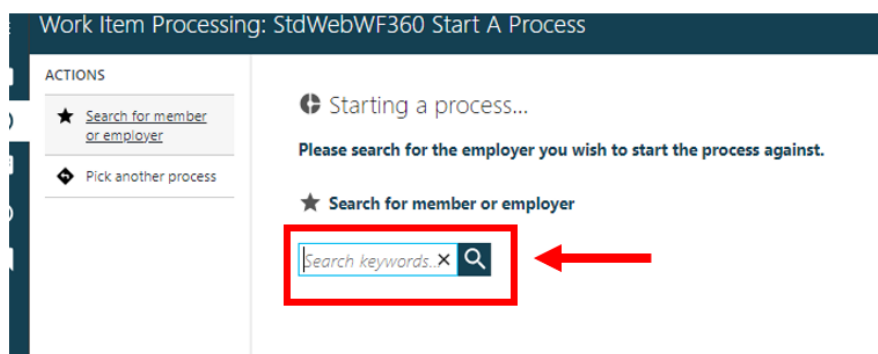 Work Item Processing: StdWebWF360 Start A Process
ACTIONS
Search for member
or employer
Pick another process
Starting a process...
Please search for the employer you wish to start the process against.
Search for member or employer
Search keywords..